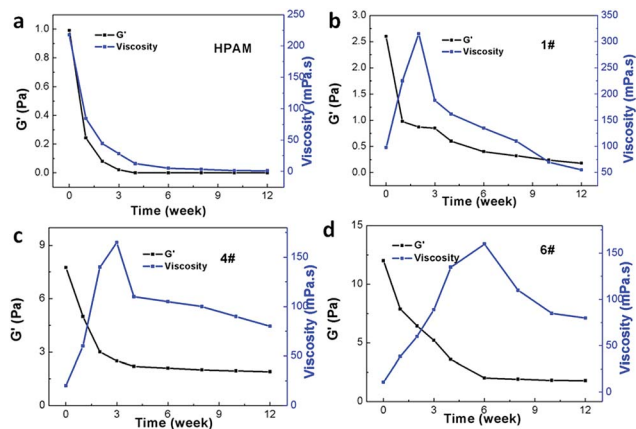 a
G'
Viscosity
HPAM
G' (Pa)
1.0
0.8
0.6
0.4
0.2
0.0
250
200
150
100
50
0
Viscosity (mPa.s)
0 3 6 9 12
Time (week)
b
G'
Viscosity
1#
G' (Pa)
3.0
2.5
2.0
1.5
1.0
0.5
0.0
350
300
250
200
150
100
50
Viscosity (mPa.s)
0 3 6 9 12
Time (week)
c
G'
Viscosity
4#
G' (Pa)
9
6
3
0
150
100
50
0
Viscosity (mPa.s)
0 3 6 9 12
Time (week)
d
G'
Viscosity
6#
G' (Pa)
15
10
5
0
150
100
50
0
Viscosity (mPa.s)
0 3 6 9 12
Time (week)